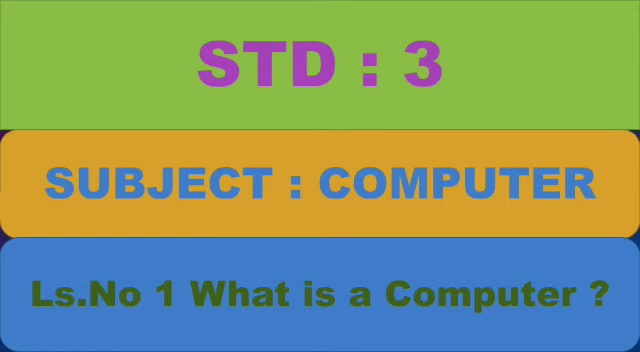 STD : 3
SUBJECT : COMPUTER
Ls.No 1 What is a Computer ?